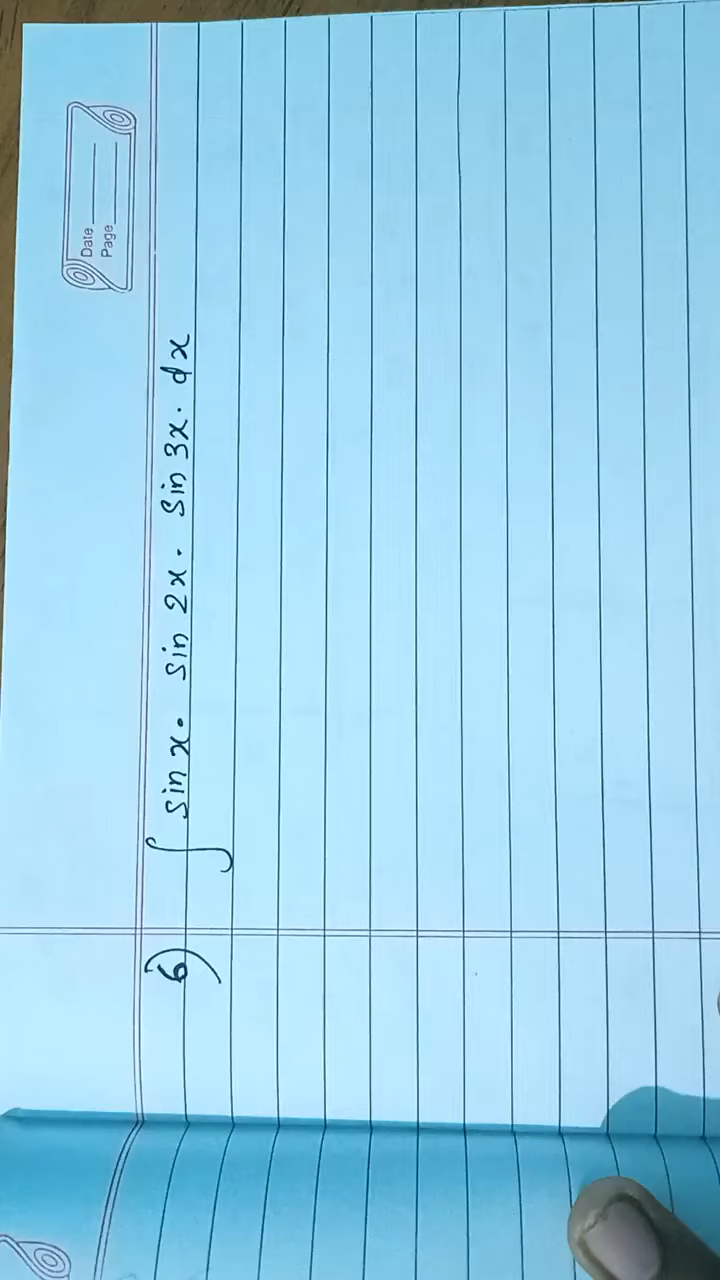 Date
Page
6) ∫ sin x . sin 2x . sin 3x . dx